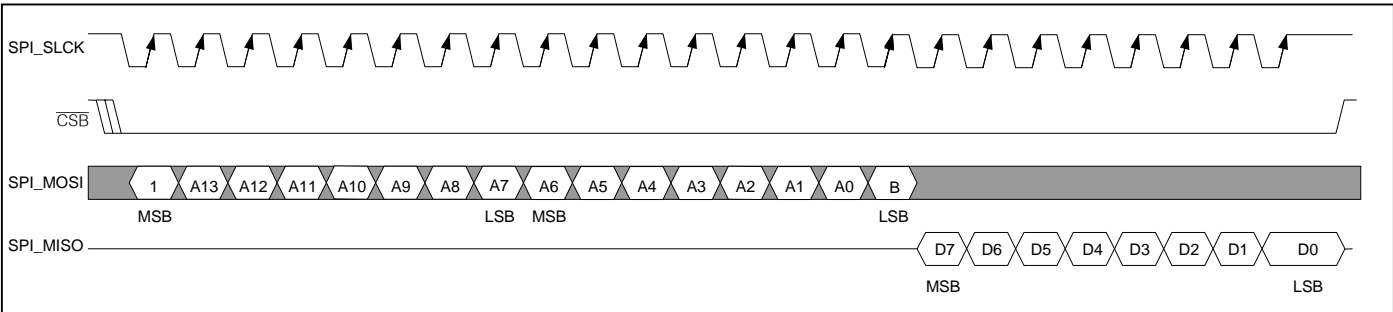 SPI_SLCK
CSB
SPI_MOSI 1 A13 A12 A11 A10 A9 A8 A7 A6 A5 A4 A3 A2 A1 A0 B
MSB LSB MSB LSB
SPI_MISO D7 D6 D5 D4 D3 D2 D1 D0
MSB LSB